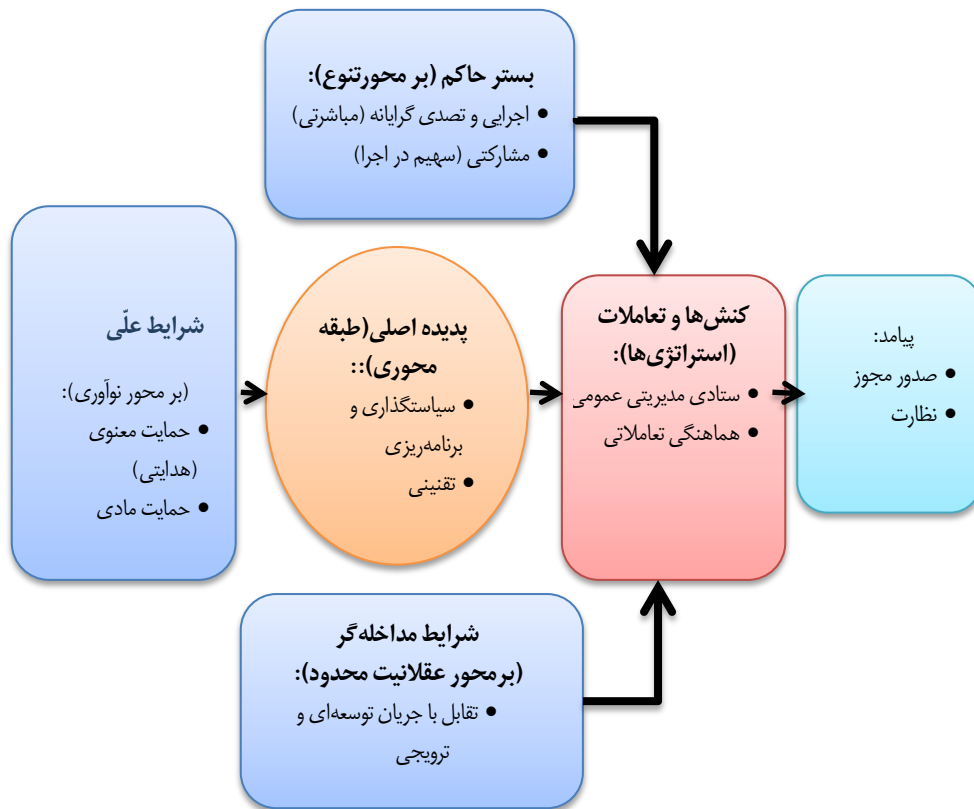 بستر حاکم (بر محورتنوع):
• اجرایی و تصدی گرایانه (مباشرتی)
• مشارکتی (سهیم در اجرا)
شرایط علّی
(بر محور نوآوری):
• حمایت معنوی
(هدایتی)
• حمایت مادی
پدیده اصلی(طبقه
محوری)::
• سیاستگذاری و
برنامه‌ریزی
• تقنینی
کنش‌ها و تعاملات
(استراتژی‌ها):
• ستادی مدیریتی عمومی
• هماهنگی تعاملاتی
پیامد:
• صدور مجوز
• نظارت
شرایط مداخله‌گر
(برمحور عقلانیت محدود):
• تقابل با جریان توسعه‌ای و
ترویجی